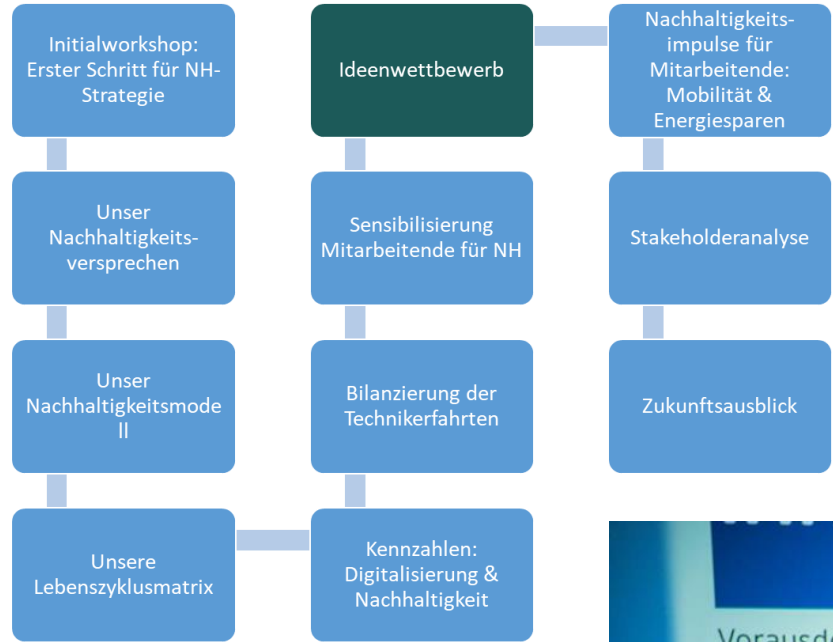 Initialworkshop:
Erster Schritt für NH-
Strategie
Unser
Nachhaltigkeits-
versprechen
Unser
Nachhaltigkeitsmode
ll
Unsere
Lebenszyklusmatrix
Kennzahlen:
Digitalisierung &
Nachhaltigkeit
Bilanzierung der
Technikerfahrten
Sensibilisierung
Mitarbeitende für NH
Ideenwettbewerb
Nachhaltigkeits-
impulse für
Mitarbeitende:
Mobilität &
Energiesparen
Stakeholderanalyse
Zukunftsausblick